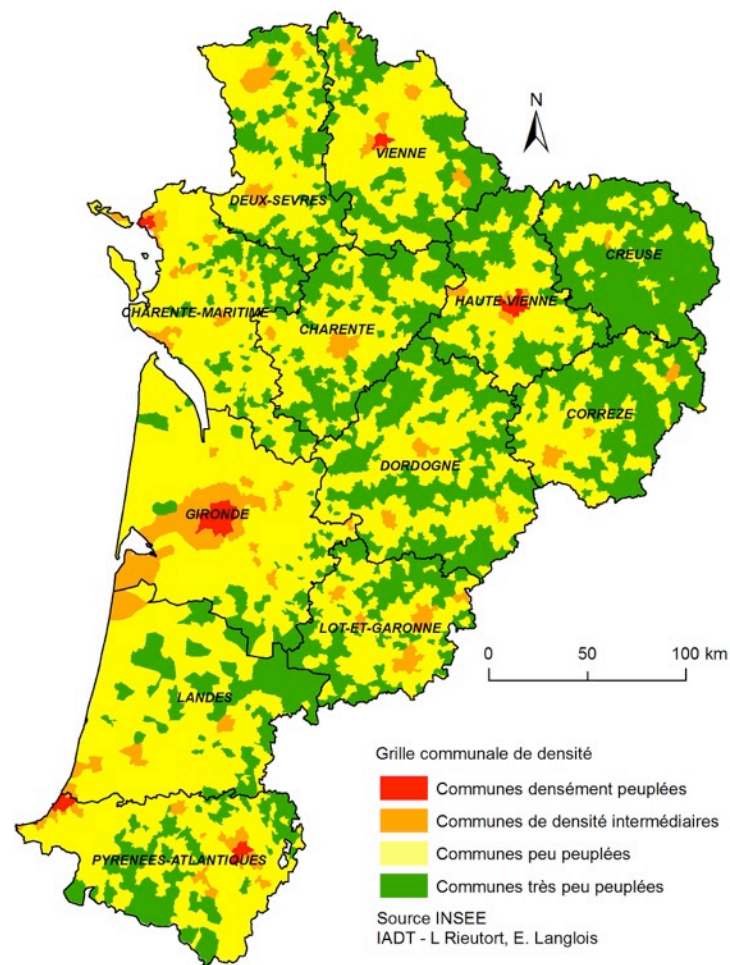 N
VIENNE
DEUX-SEVRES
CREUSE
HAUTE-VIENNE
CHARENTE-MARITIME
CHARENTE
CORREZE
DORDOGNE
GIRONDE
LOT-ET-GARONNE
0 50 100 km
LANDES
Grille communale de densité
Communes densément peuplées
Communes de densité intermédiaires
Communes peu peuplées
PYRENEES-ATLANTIQUES
Communes très peu peuplées
Source INSEE
IADT - L Rieutort, E. Langlois